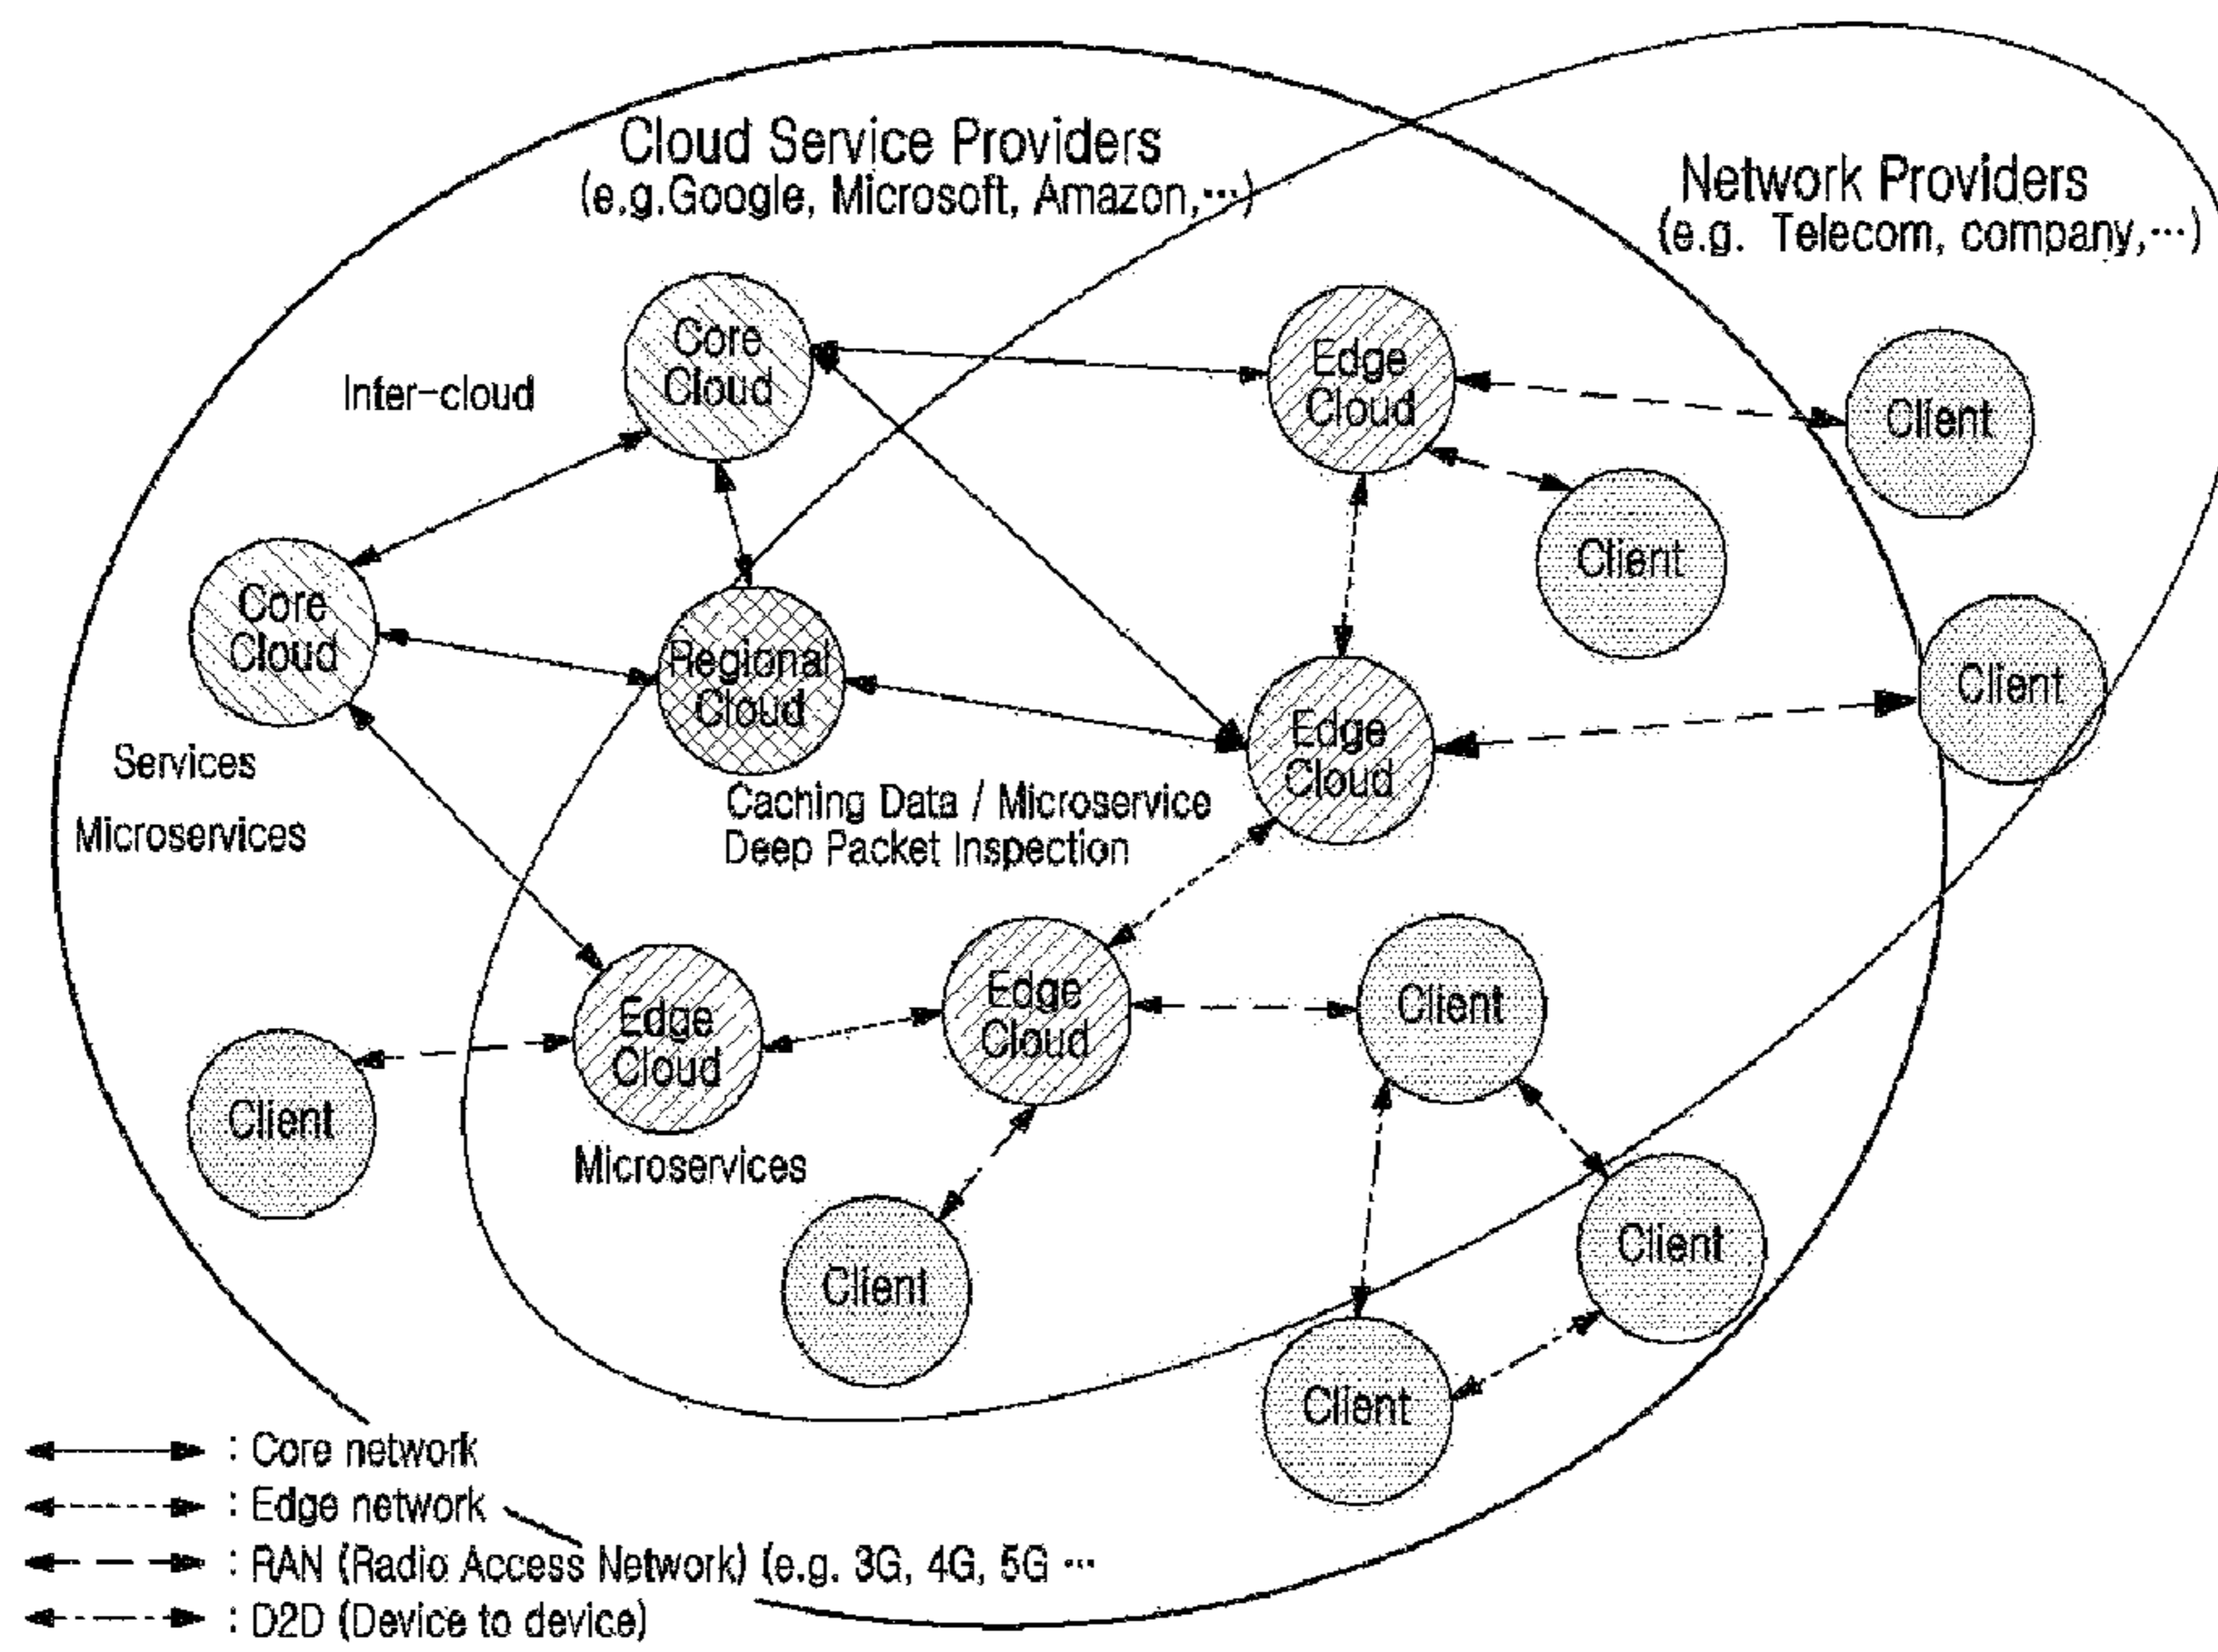 Cloud Service Providers
(e.g.Google, Microsoft, Amazon,⋯)
Network Providers
(e.g. Telecom, company,⋯)
Core
Cloud
Edge
Cloud
Inter-cloud
Client
Client
Core
Cloud
Regional
Cloud
Edge
Cloud
Client
Services
Microservices
Caching Data / Microservice
Deep Packet Inspection
Edge
Cloud
Edge
Cloud
Client
Client
Microservices
Client
Client
Client
: Core network
: Edge network
: RAN (Radio Access Network) (e.g. 3G, 4G, 5G ⋯
: D2D (Device to device)